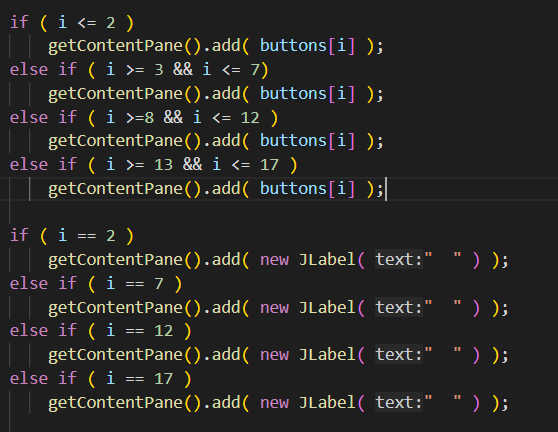 if ( i <= 2 )
getContentPane().add( buttons[i] );
else if ( i >= 3 && i <= 7)
getContentPane().add( buttons[i] );
else if ( i >=8 && i <= 12 )
getContentPane().add( buttons[i] );
else if ( i >= 13 && i <= 17 )
getContentPane().add( buttons[i] );
if ( i == 2 )
getContentPane().add( new JLabel( text:"  " ) );
else if ( i == 7 )
getContentPane().add( new JLabel( text:"  " ) );
else if ( i == 12 )
getContentPane().add( new JLabel( text:"  " ) );
else if ( i == 17 )
getContentPane().add( new JLabel( text:"  " ) );